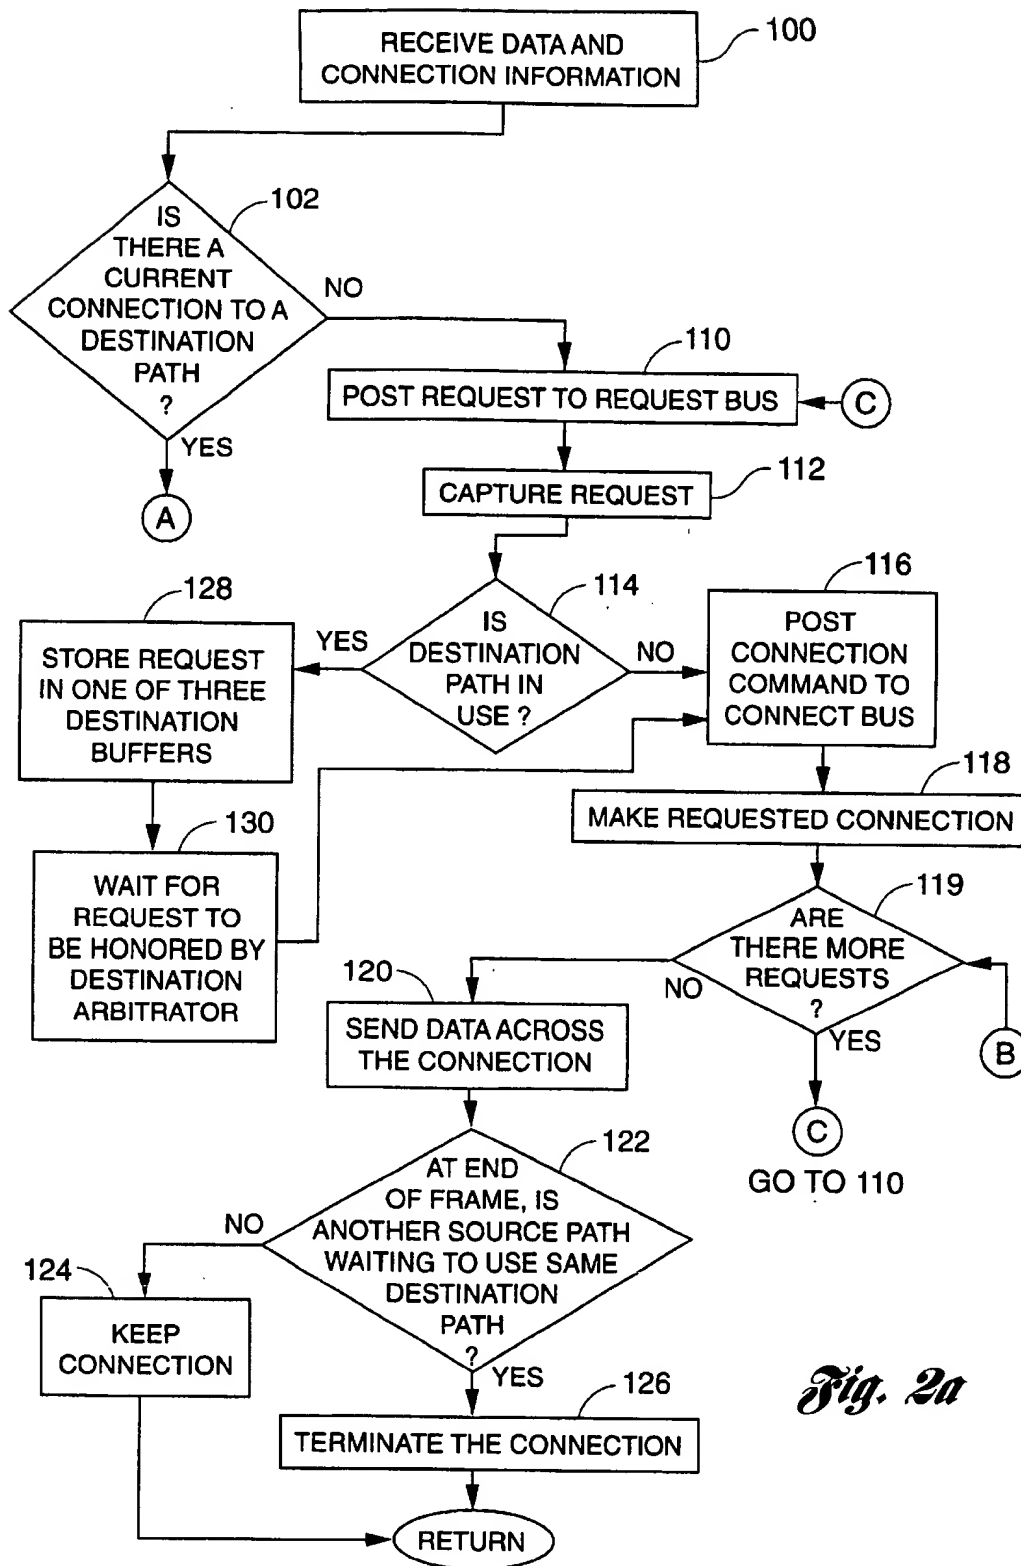 RECEIVE DATA AND
CONNECTION INFORMATION
100
102
IS
THERE A
CURRENT
CONNECTION TO A
DESTINATION
PATH
?
NO
YES
A
110
POST REQUEST TO REQUEST BUS
C
112
CAPTURE REQUEST
114
IS
DESTINATION
PATH IN
USE ?
YES
NO
128
STORE REQUEST
IN ONE OF THREE
DESTINATION
BUFFERS
116
POST
CONNECTION
COMMAND TO
CONNECT BUS
130
WAIT FOR
REQUEST TO
BE HONORED BY
DESTINATION
ARBITRATOR
118
MAKE REQUESTED CONNECTION
119
ARE
THERE MORE
REQUESTS
?
NO
YES
B
C
GO TO 110
120
SEND DATA ACROSS
THE CONNECTION
122
AT END
OF FRAME, IS
ANOTHER SOURCE PATH
WAITING TO USE SAME
DESTINATION
PATH
?
NO
YES
124
KEEP
CONNECTION
126
TERMINATE THE CONNECTION
RETURN
Fig. 2a